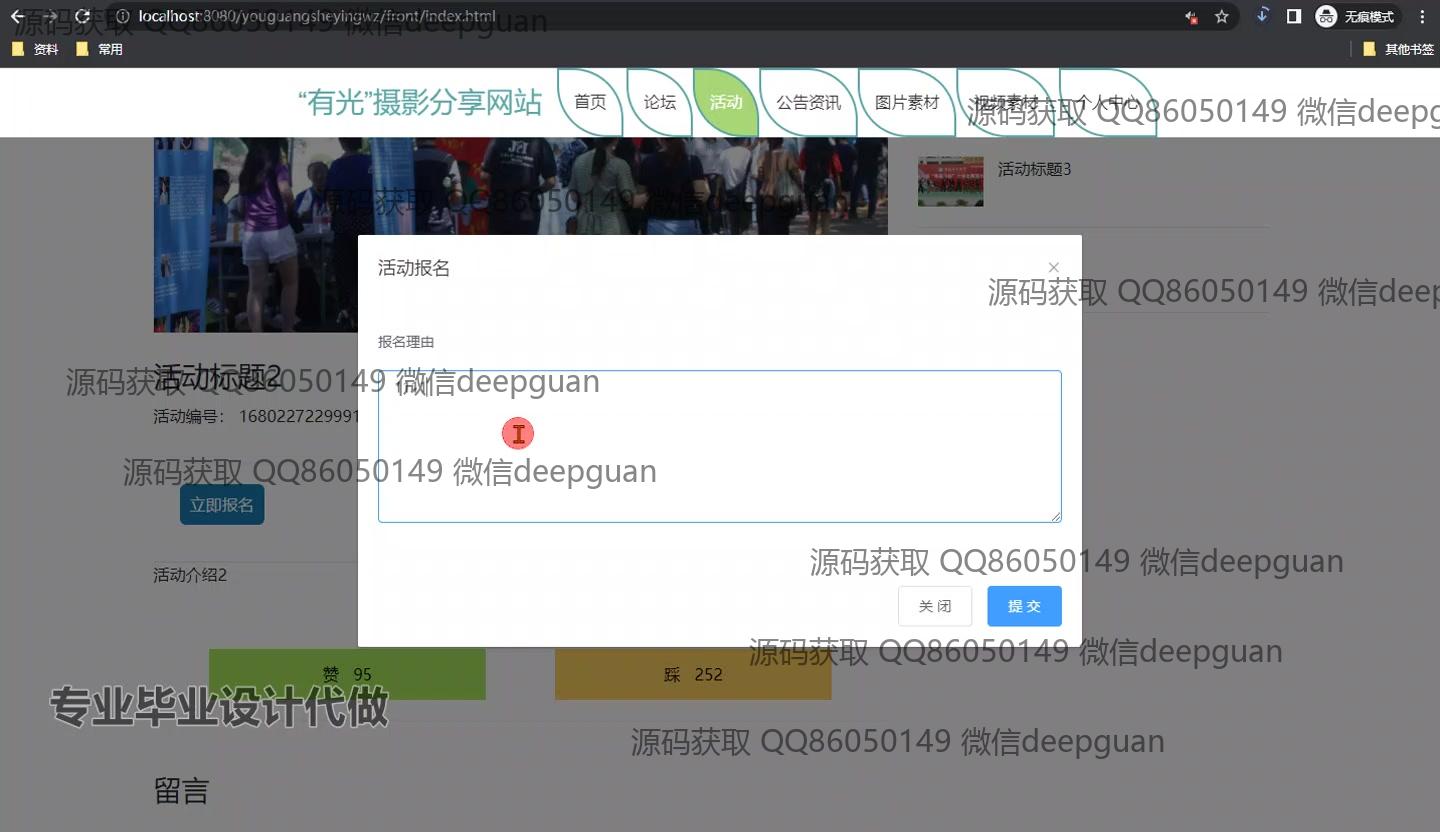 localhost:8080/youguangsheyingwz/front/index.html
无痕模式
资料
常用
其他书签
源码获取 QQ86050149 微信deepguan
“有光”摄影分享网站
首页
论坛
活动
公告资讯
图片素材
视频素材
个人中心
源码获取 QQ86050149 微信deepg
活动标题3
源码获取 QQ86050149 微信deepguan
活动报名
×
源码获取 QQ86050149 微信deep
报名理由
活动标题2
源码获取 QQ86050149 微信deepguan
活动编号： 1680227229991
源码获取 QQ86050149 微信deepguan
立即报名
源码获取 QQ86050149 微信deepguan
活动介绍2
关 闭
提 交
源码获取 QQ86050149 微信deepguan
赞 95
踩 252
专业毕业设计代做
源码获取 QQ86050149 微信deepguan
留言